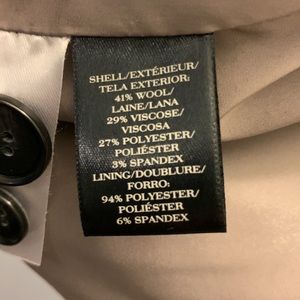 SHELL/EXTÉRIEUR/
TELA EXTERIOR:
41% WOOL/
LAINE/LANA
29% VISCOSE/
VISCOSA
27% POLYESTER/
POLIÉSTER
3% SPANDEX
LINING/DOUBLURE/
FORRO:
94% POLYESTER/
POLIÉSTER
6% SPANDEX